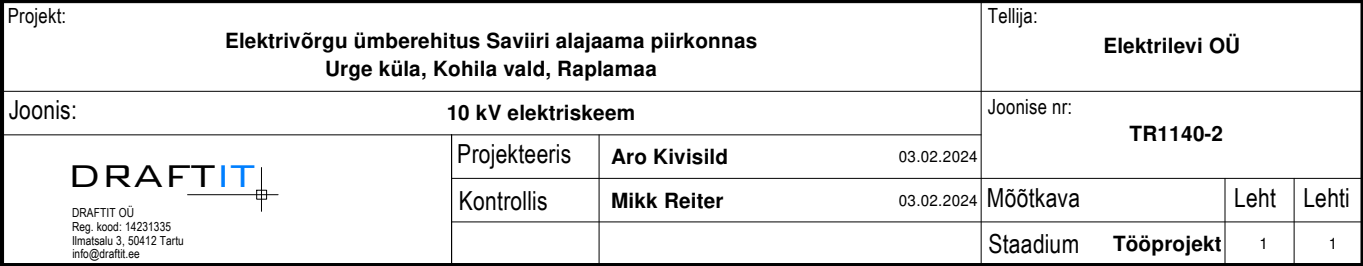 Projekt:
Elektrivõrgu ümberehitus Saviiri alajaama piirkonnas
Urge küla, Kohila vald, Raplamaa
Tellija:
Elektrilevi OÜ
Joonis:
10 kV elektriskeem
Joonise nr:
TR1140-2
DRAFTIT
DRAFTIT OÜ
Reg. kood: 14231335
Ilmatsalu 3, 50412 Tartu
info@draftit.ee
Projekteeris Aro Kivisild 03.02.2024
Kontrollis Mikk Reiter 03.02.2024
Mõõtkava Leht Lehti
Staadium Tööprojekt 1 1